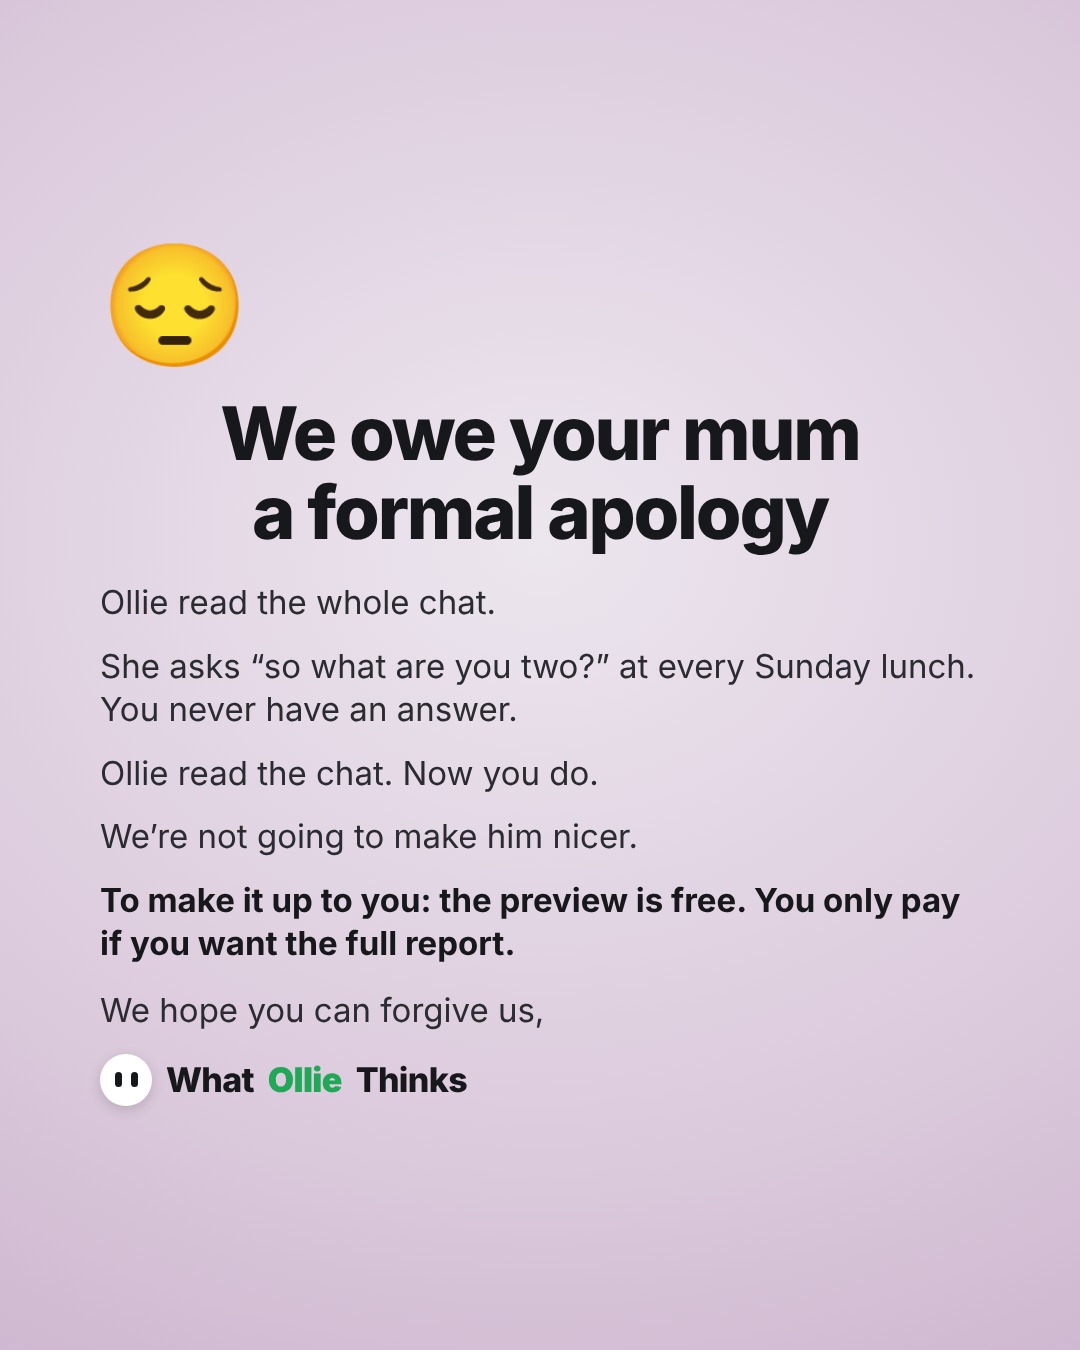 We owe your mum
a formal apology
Ollie read the whole chat.
She asks “so what are you two?” at every Sunday lunch.
You never have an answer.
Ollie read the chat. Now you do.
We’re not going to make him nicer.
To make it up to you: the preview is free. You only pay
if you want the full report.
We hope you can forgive us,
What Ollie Thinks